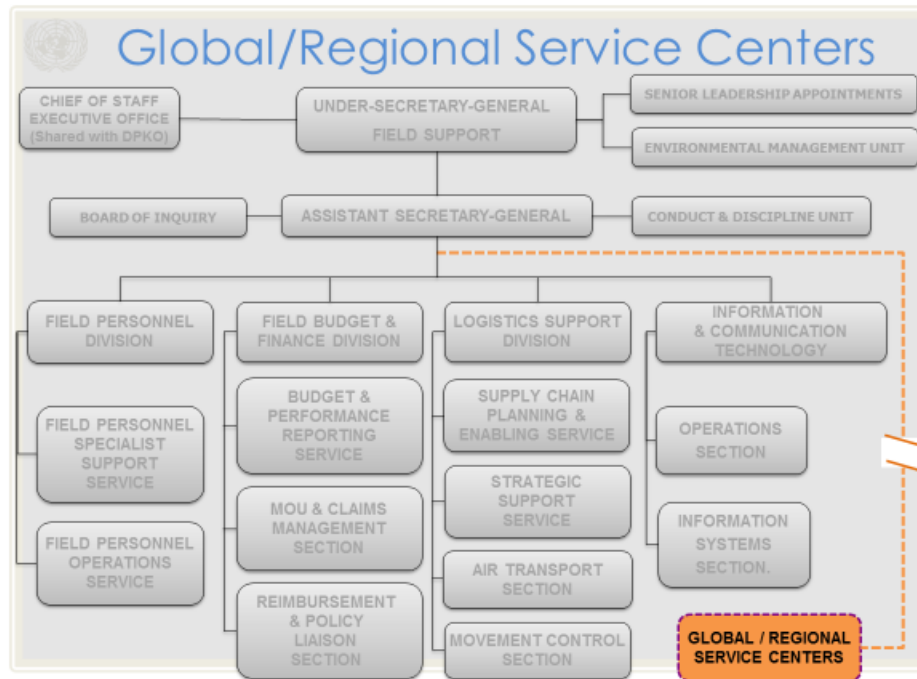 Global/Regional Service Centers
CHIEF OF STAFF
EXECUTIVE OFFICE
(Shared with DPKO)
UNDER-SECRETARY-GENERAL
FIELD SUPPORT
SENIOR LEADERSHIP APPOINTMENTS
ENVIRONMENTAL MANAGEMENT UNIT
BOARD OF INQUIRY
ASSISTANT SECRETARY-GENERAL
CONDUCT & DISCIPLINE UNIT
FIELD PERSONNEL
DIVISION
FIELD PERSONNEL
SPECIALIST
SUPPORT
SERVICE
FIELD PERSONNEL
OPERATIONS
SERVICE
FIELD BUDGET &
FINANCE DIVISION
BUDGET &
PERFORMANCE
REPORTING
SERVICE
MOU & CLAIMS
MANAGEMENT
SECTION
REIMBURSEMENT
& POLICY
LIAISON
SECTION
LOGISTICS SUPPORT
DIVISION
SUPPLY CHAIN
PLANNING &
ENABLING SERVICE
STRATEGIC
SUPPORT
SERVICE
AIR TRANSPORT
SECTION
MOVEMENT CONTROL
SECTION
INFORMATION
& COMMUNICATION
TECHNOLOGY
OPERATIONS
SECTION
INFORMATION
SYSTEMS
SECTION.
GLOBAL / REGIONAL
SERVICE CENTERS